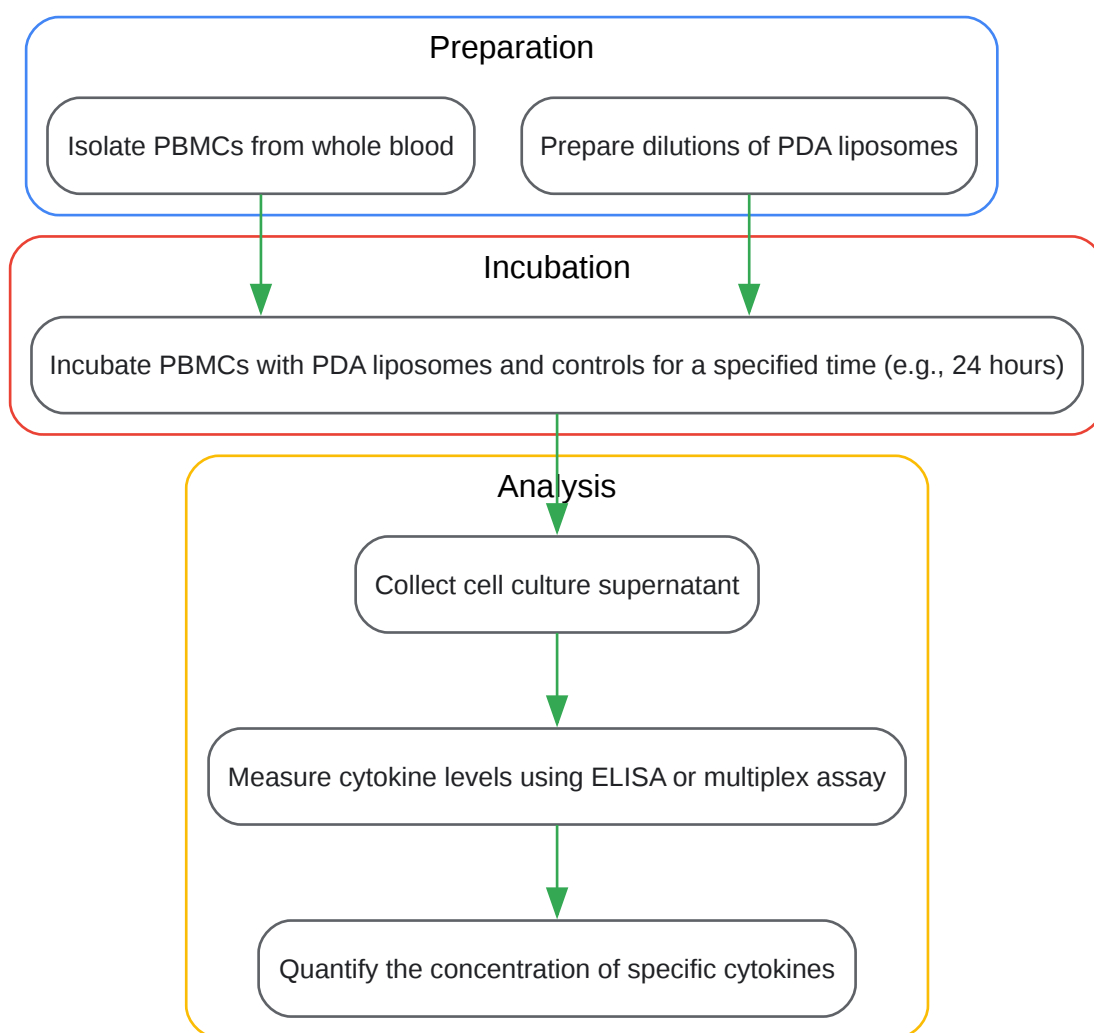 Preparation
Isolate PBMCs from whole blood
Prepare dilutions of PDA liposomes
Incubation
Incubate PBMCs with PDA liposomes and controls for a specified time (e.g., 24 hours)
Analysis
Collect cell culture supernatant
Measure cytokine levels using ELISA or multiplex assay
Quantify the concentration of specific cytokines